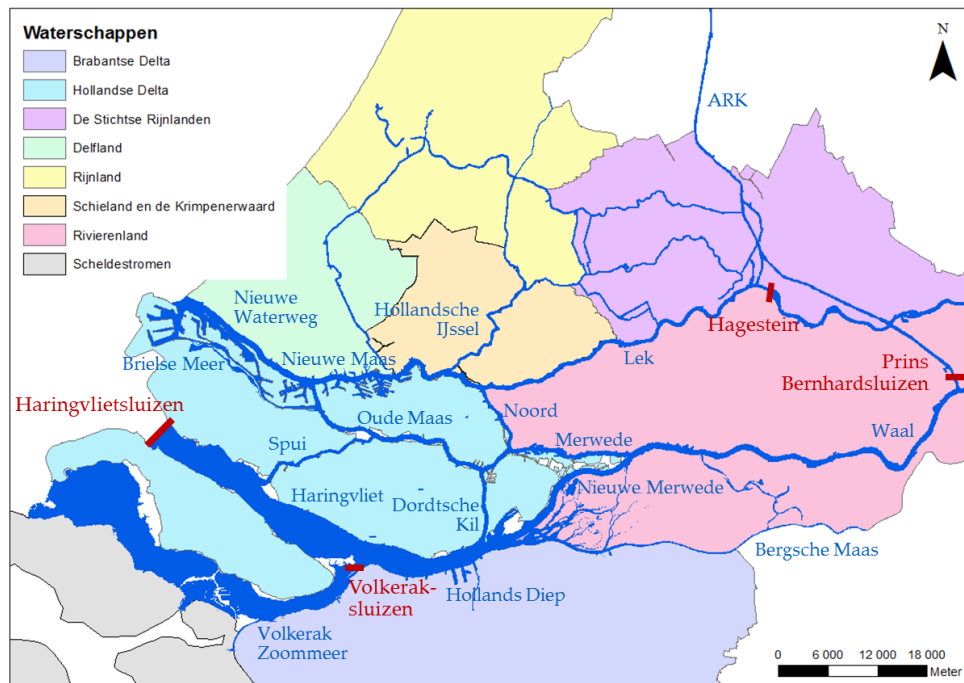 Waterschappen
Brabantse Delta
Hollandse Delta
De Stichtse Rijnlanden
Delfland
Rijnland
Schieland en de Krimpenerwaard
Rivierenland
Scheldestromen
N
ARK
Nieuwe
Waterweg
Hollandsche
IJssel
Hagestein
Brielse Meer
Nieuwe Maas
Lek
Prins
Bernhardsluizen
Haringvlietsluizen
Oude Maas
Noord
Waal
Spui
Merwede
Haringvliet
Dordtsche
Kil
Nieuwe Merwede
Bergsche Maas
Volkerak-
sluizen
Hollands Diep
Volkerak
Zoommeer
0 6 000 12 000 18 000
Meter